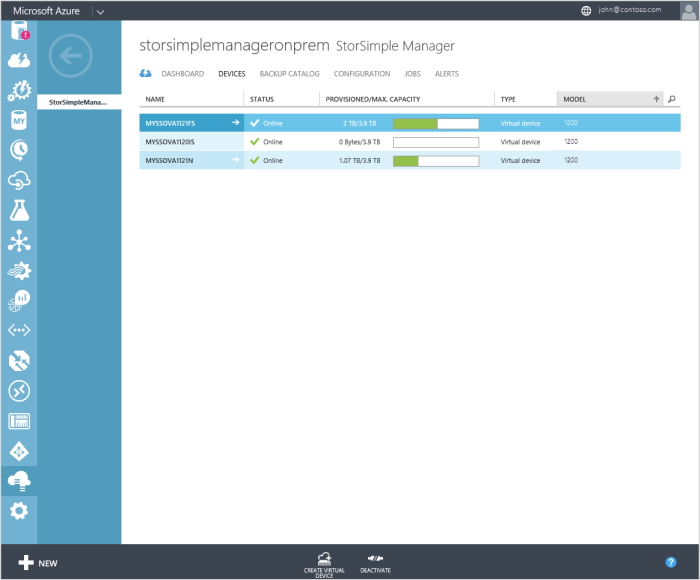 Microsoft Azure
john@contoso.com
storsimplemanageronprem StorSimple Manager
DASHBOARD DEVICES BACKUP CATALOG CONFIGURATION JOBS ALERTS
StorSimpleMana...
NAME STATUS PROVISIONED/MAX. CAPACITY TYPE MODEL
MYSSOVA1121FS Online 2 TB/3.9 TB Virtual device 1200
MYSSOVA1120IS Online 0 Bytes/3.9 TB Virtual device 1200
MYSSOVA1121N Online 1.07 TB/3.9 TB Virtual device 1200
MY
NEW
CREATE VIRTUAL
DEVICE
DEACTIVATE
?